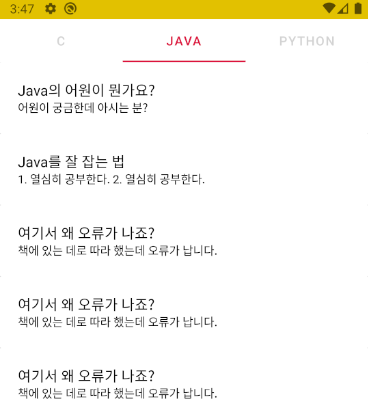 3:47
C JAVA PYTHON
Java의 어원이 뭔가요?
어원이 궁금한데 아시는 분?
Java를 잘 잡는 법
1. 열심히 공부한다. 2. 열심히 공부한다.
여기서 왜 오류가 나죠?
책에 있는 데로 따라 했는데 오류가 납니다.
여기서 왜 오류가 나죠?
책에 있는 데로 따라 했는데 오류가 납니다.
여기서 왜 오류가 나죠?
책에 있는 데로 따라 했는데 오류가 납니다.